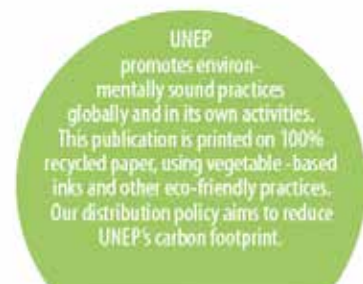 UNEP
promotes environ-
mentally sound practices
globally and in its own activities.
This publication is printed on 100%
recycled paper, using vegetable -based
inks and other eco-friendly practices.
Our distribution policy aims to reduce
UNEP's carbon footprint.